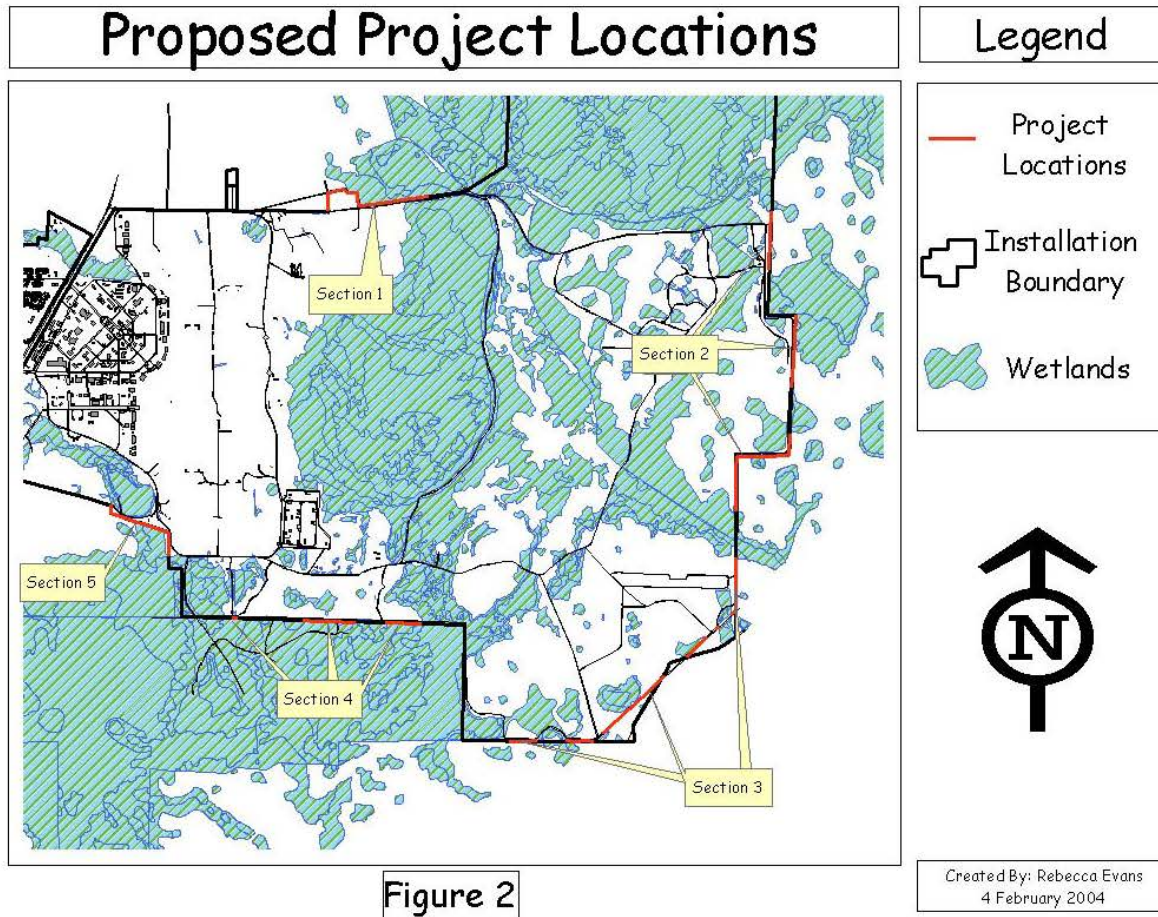 Proposed Project Locations
Legend
Project
Locations
Installation
Boundary
Wetlands
Section 1
Section 2
Section 5
Section 4
Section 3
N
Figure 2
Created By: Rebecca Evans
4 February 2004